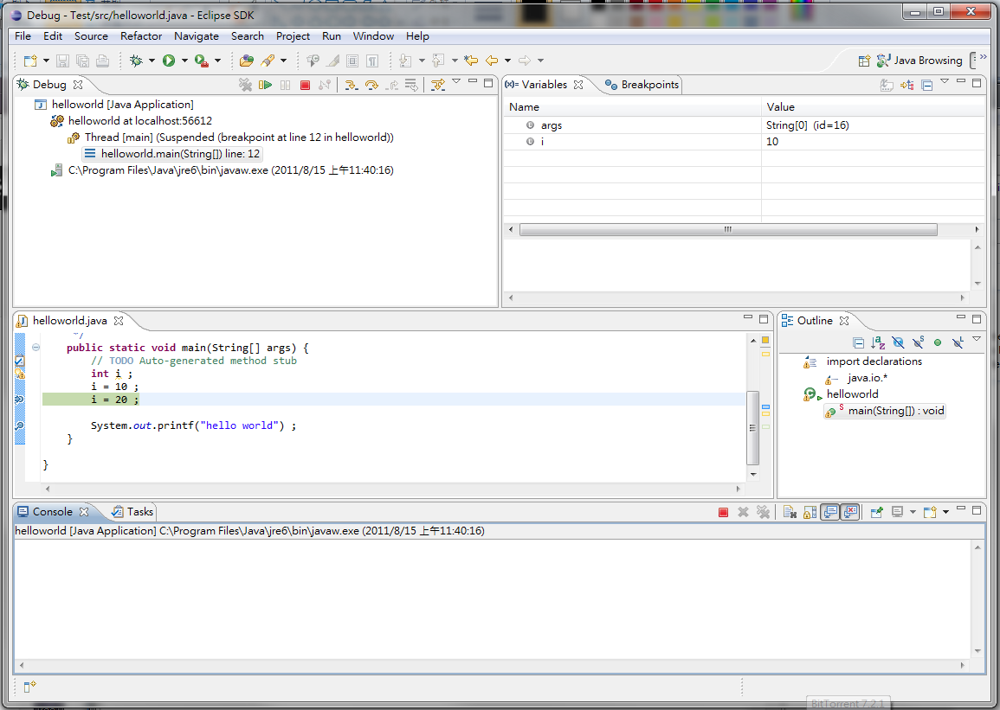 Debug - Test/src/helloworld.java - Eclipse SDK
File Edit Source Refactor Navigate Search Project Run Window Help
Java Browsing
Debug
helloworld [Java Application]
helloworld at localhost:56612
Thread [main] (Suspended (breakpoint at line 12 in helloworld))
helloworld.main(String[]) line: 12
C:\Program Files\Java\jre6\bin\javaw.exe (2011/8/15 上午11:40:16)
(x)= Variables Breakpoints
Name Value
args String[0] (id=16)
i 10
helloworld.java
*/
public static void main(String[] args) {
// TODO Auto-generated method stub
int i ;
i = 10 ;
i = 20 ;
System.out.printf("hello world") ;
}
}
Outline
import declarations
java.io.*
helloworld
main(String[]) : void
Console Tasks
helloworld [Java Application] C:\Program Files\Java\jre6\bin\javaw.exe (2011/8/15 上午11:40:16)
BitTorrent 7.2.1